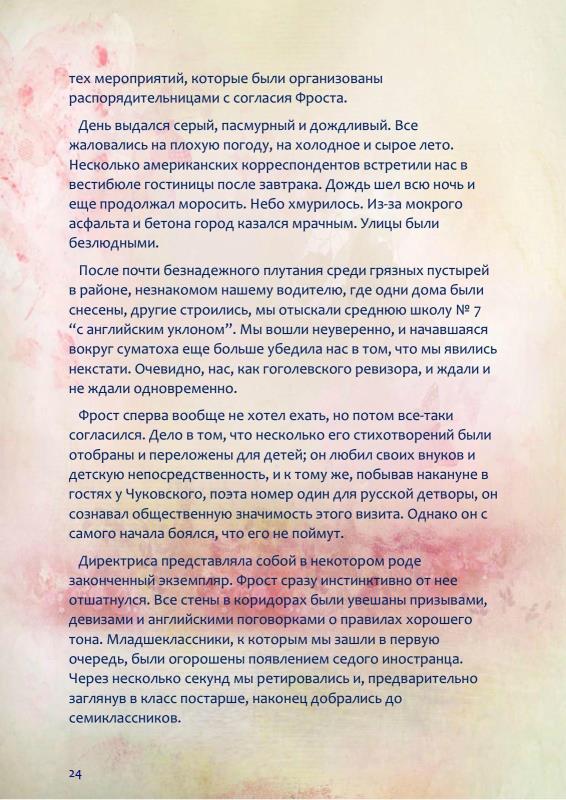 тех мероприятий, которые были организованы
распорядительницами с согласия Фроста.
День выдался серый, пасмурный и дождливый. Все
жаловались на плохую погоду, на холодное и сырое лето.
Несколько американских корреспондентов встретили нас в
вестибюле гостиницы после завтрака. Дождь шел всю ночь и
еще продолжал моросить. Небо хмурилось. Из-за мокрого
асфальта и бетона город казался мрачным. Улицы были
безлюдными.
После почти безнадежного плутания среди грязных пустырей
в районе, незнакомом нашему водителю, где одни дома были
снесены, другие строились, мы отыскали среднюю школу № 7
“с английским уклоном”. Мы вошли неуверенно, и начавшаяся
вокруг суматоха еще больше убедила нас в том, что мы явились
некстати. Очевидно, нас, как гоголевского ревизора, и ждали и
не ждали одновременно.
Фрост сперва вообще не хотел ехать, но потом все-таки
согласился. Дело в том, что несколько его стихотворений были
отобраны и переложены для детей; он любил своих внуков и
детскую непосредственность, и к тому же, побывав накануне в
гостях у Чуковского, поэта номер один для русской детворы, он
сознавал общественную значимость этого визита. Однако он с
самого начала боялся, что его не поймут.
Директриса представляла собой в некотором роде
законченный экземпляр. Фрост сразу инстинктивно от нее
отшатнулся. Все стены в коридорах были увешаны призывами,
девизами и английскими поговорками о правилах хорошего
тона. Младшеклассники, к которым мы зашли в первую
очередь, были огорошены появлением седого иностранца.
Через несколько секунд мы ретировались и, предварительно
заглянув в класс постарше, наконец добрались до
семиклассников.
24